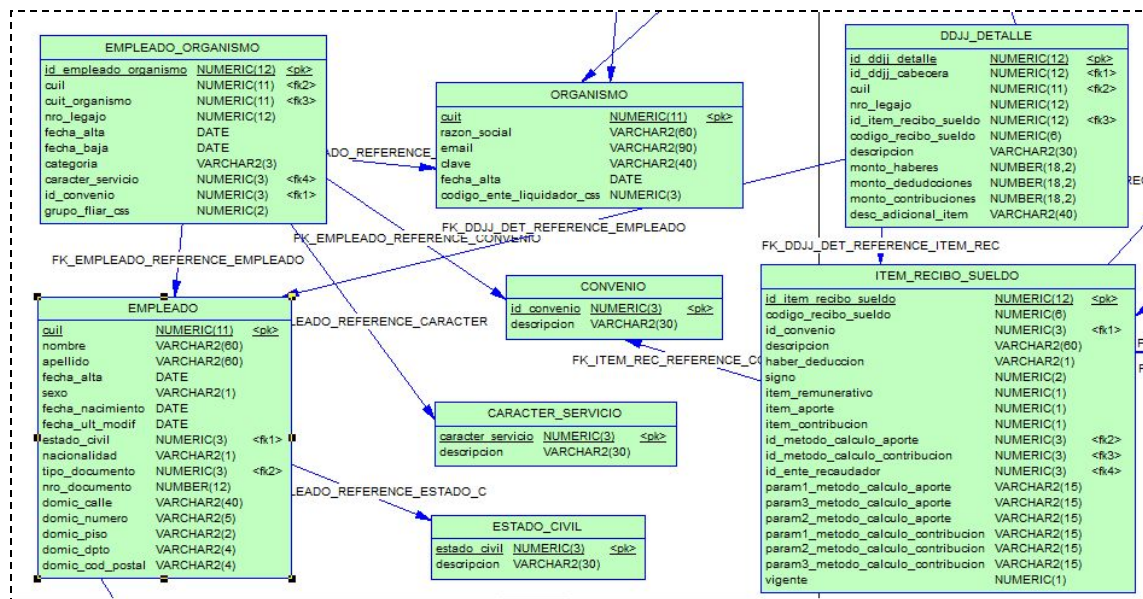 EMPLEADO_ORGANISMO
id_empleado_organismo NUMERIC(12) <pk>
cuil NUMERIC(11) <fk2>
cuit_organismo NUMERIC(11) <fk3>
nro_legajo NUMERIC(12)
fecha_alta DATE
fecha_baja DATE
categoria VARCHAR2(3)
caracter_servicio NUMERIC(3) <fk4>
id_convenio NUMERIC(3) <fk1>
grupo_fliar_css NUMERIC(2)
ORGANISMO
cuit NUMERIC(11) <pk>
razon_social VARCHAR2(60)
email VARCHAR2(90)
clave VARCHAR2(40)
fecha_alta DATE
codigo_ente_liquidador_css NUMERIC(3)
DDJJ_DETALLE
id_ddjj_detalle NUMERIC(12) <pk>
id_ddjj_cabecera NUMERIC(12) <fk1>
cuil NUMERIC(11) <fk2>
nro_legajo NUMERIC(12)
id_item_recibo_sueldo NUMERIC(12) <fk3>
codigo_recibo_sueldo NUMERIC(6)
descripcion VARCHAR2(30)
monto_haberes NUMBER(18,2)
monto_deducciones NUMBER(18,2)
monto_contribuciones NUMBER(18,2)
desc_adicional_item VARCHAR2(40)
ADO_REFERENCE_
REC
FK_DDJJ_DET_REFERENCE_EMPLEADO
FK_EMPLEADO_REFERENCE_CONVENIO
FK_DDJJ_DET_REFERENCE_ITEM_REC
FK_EMPLEADO_REFERENCE_EMPLEADO
EMPLEADO
cuil NUMERIC(11) <pk>
nombre VARCHAR2(60)
apellido VARCHAR2(60)
fecha_alta DATE
sexo VARCHAR2(1)
fecha_nacimiento DATE
fecha_ult_modif DATE
estado_civil NUMERIC(3) <fk1>
nacionalidad VARCHAR2(1)
tipo_documento NUMERIC(3) <fk2>
nro_documento NUMBER(12)
domic_calle VARCHAR2(40)
domic_numero VARCHAR2(5)
domic_piso VARCHAR2(2)
domic_dpto VARCHAR2(4)
domic_cod_postal VARCHAR2(4)
CONVENIO
id_convenio NUMERIC(3) <pk>
descripcion VARCHAR2(30)
LEADO_REFERENCE_CARACTER
FK_ITEM_REC_REFERENCE_CO
CARACTER_SERVICIO
caracter_servicio NUMERIC(3) <pk>
descripcion VARCHAR2(30)
LEADO_REFERENCE_ESTADO_C
ESTADO_CIVIL
estado_civil NUMERIC(3) <pk>
descripcion VARCHAR2(30)
ITEM_RECIBO_SUELDO
id_item_recibo_sueldo NUMERIC(12) <pk>
codigo_recibo_sueldo NUMERIC(6)
id_convenio NUMERIC(3) <fk1>
descripcion VARCHAR2(60)
haber_deduccion VARCHAR2(1)
signo NUMERIC(2)
item_remunerativo NUMERIC(1)
item_aporte NUMERIC(1)
item_contribucion NUMERIC(1)
id_metodo_calculo_aporte NUMERIC(3) <fk2>
id_metodo_calculo_contribucion NUMERIC(3) <fk3>
id_ente_recaudador NUMERIC(3) <fk4>
param1_metodo_calculo_aporte VARCHAR2(15)
param3_metodo_calculo_aporte VARCHAR2(15)
param2_metodo_calculo_aporte VARCHAR2(15)
param1_metodo_calculo_contribucion VARCHAR2(15)
param2_metodo_calculo_contribucion VARCHAR2(15)
param3_metodo_calculo_contribucion VARCHAR2(15)
vigente NUMERIC(1)